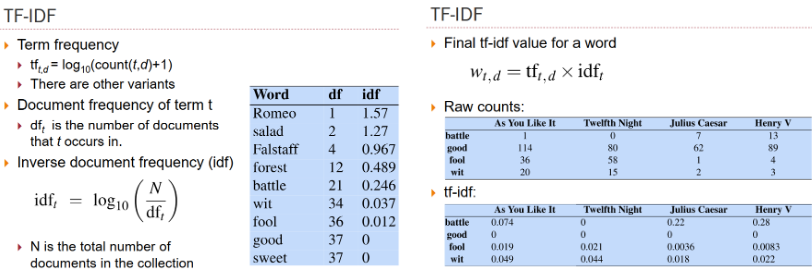 TF-IDF
Term frequency
tft,d = log10(count(t,d)+1)
There are other variants
Document frequency of term t
dft is the number of documents
that t occurs in.
Inverse document frequency (idf)
idft = log10 (N / dft)
N is the total number of
documents in the collection
Word df idf
Romeo 1 1.57
salad 2 1.27
Falstaff 4 0.967
forest 12 0.489
battle 21 0.246
wit 34 0.037
fool 36 0.012
good 37 0
sweet 37 0
TF-IDF
Final tf-idf value for a word
wt,d = tft,d × idft
Raw counts:
As You Like It Twelfth Night Julius Caesar Henry V
battle 1 0 7 13
good 114 80 62 89
fool 36 58 1 4
wit 20 15 2 3
tf-idf:
As You Like It Twelfth Night Julius Caesar Henry V
battle 0.074 0 0.22 0.28
good 0 0 0 0
fool 0.019 0.021 0.0036 0.0083
wit 0.049 0.044 0.018 0.022